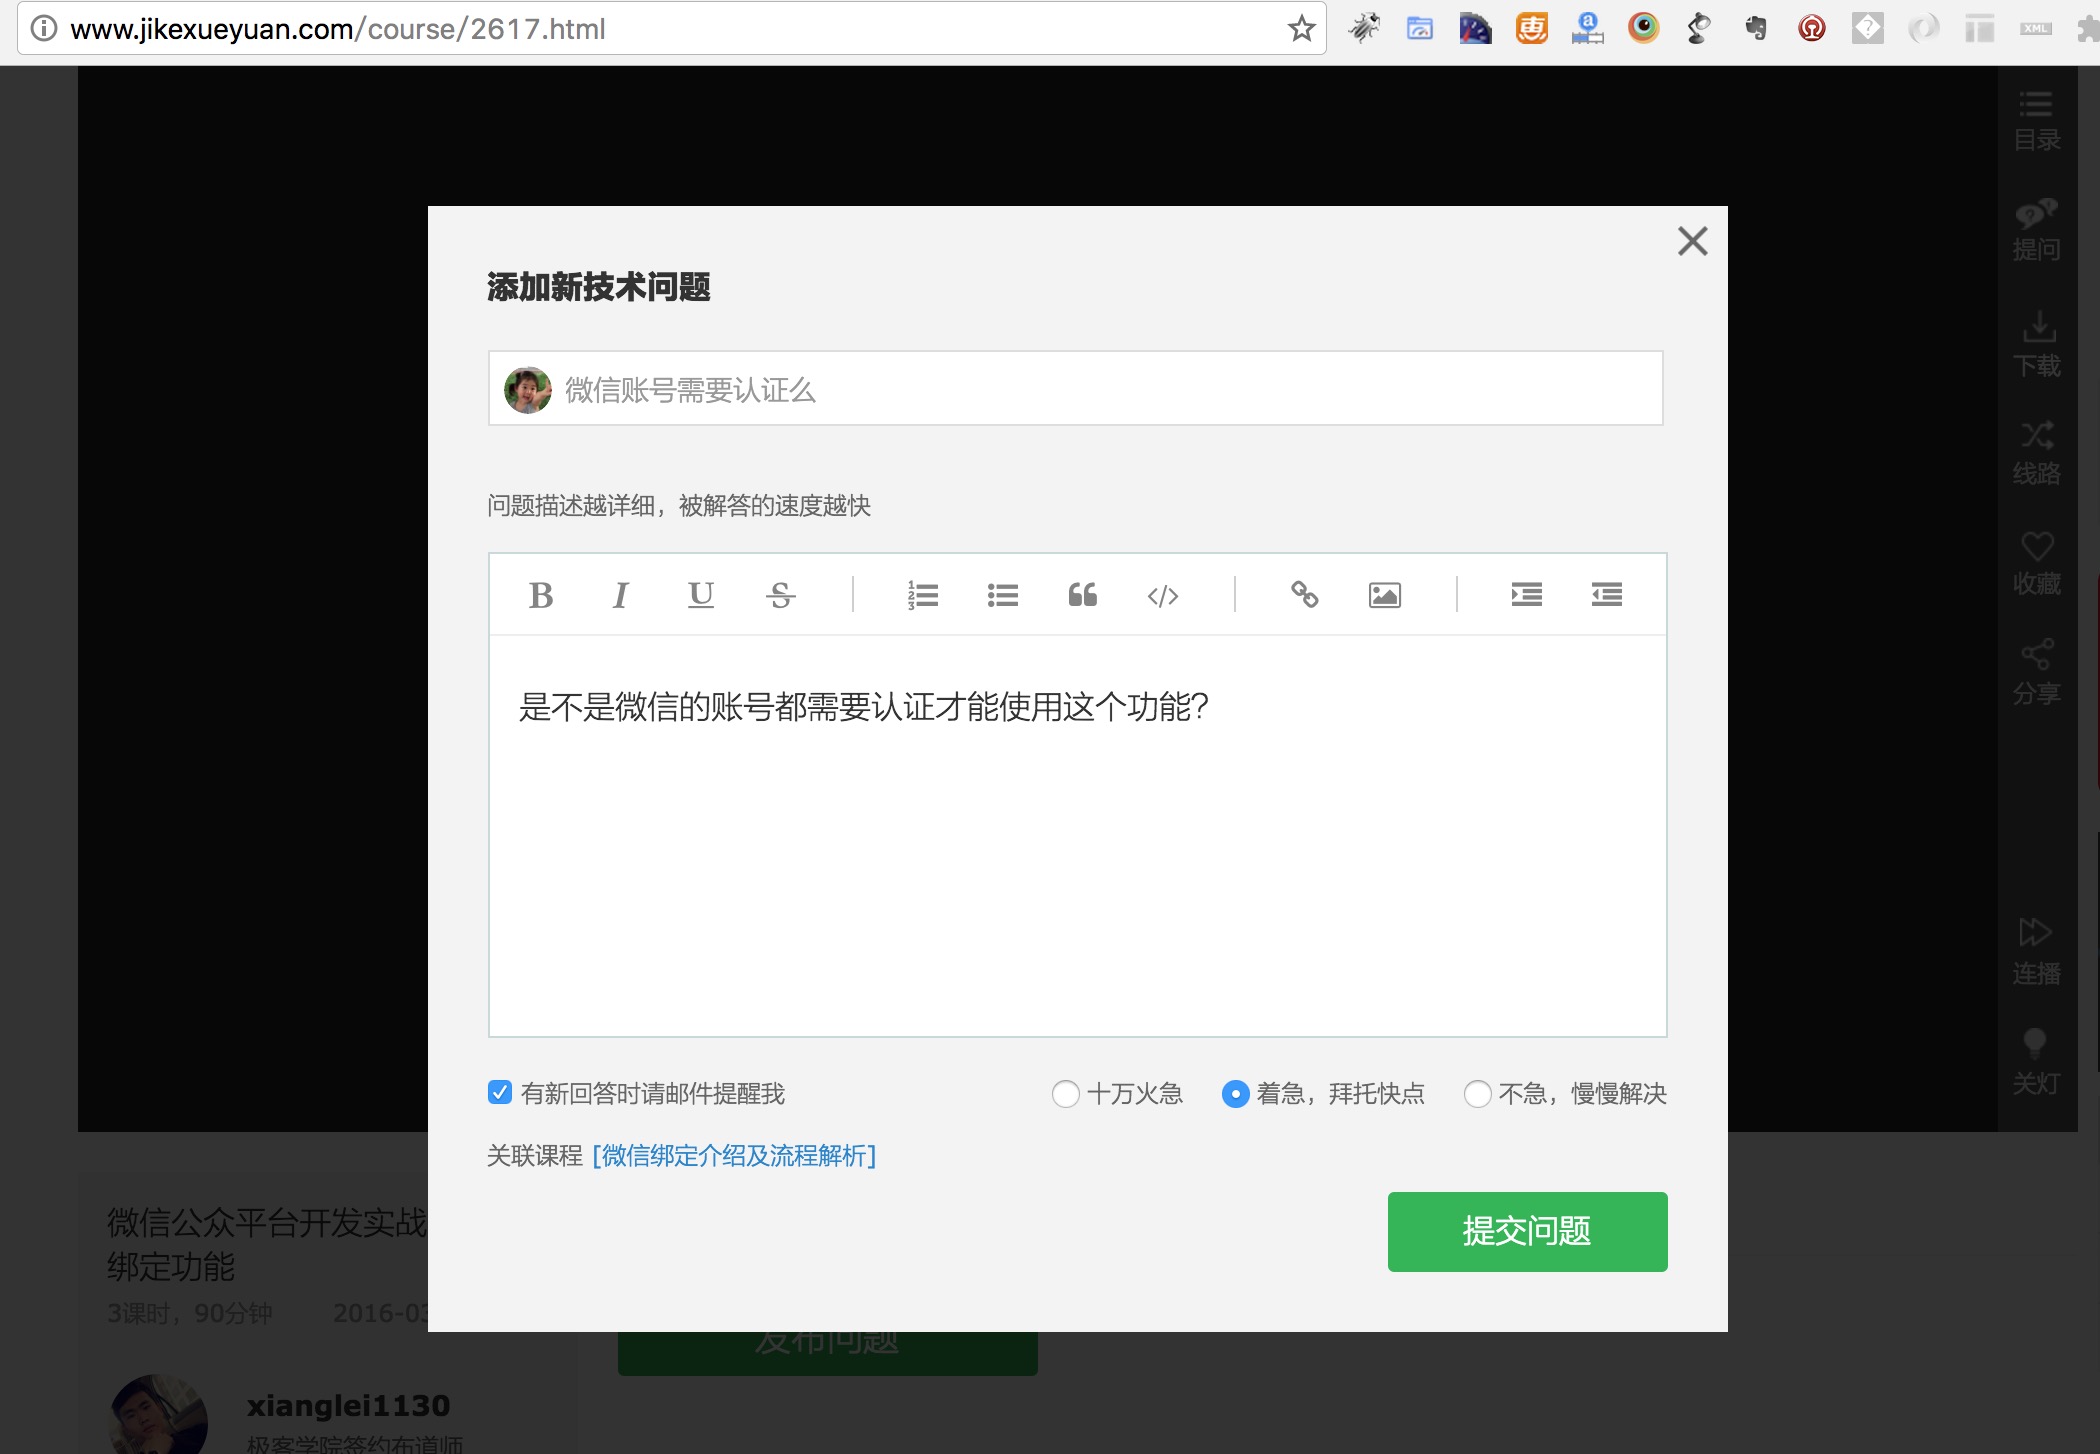 www.jikexueyuan.com/course/2617.html
XML
目录
提问
下载
线路
收藏
分享
连播
关灯
添加新技术问题
微信账号需要认证么
问题描述越详细，被解答的速度越快
B I U S
是不是微信的账号都需要认证才能使用这个功能？
有新回答时请邮件提醒我
十万火急
着急，拜托快点
不急，慢慢解决
关联课程 [微信绑定介绍及流程解析]
提交问题
微信公众平台开发实战
绑定功能
3课时，90分钟 2016-03
发布问题
xianglei1130
极客学院签约布道师